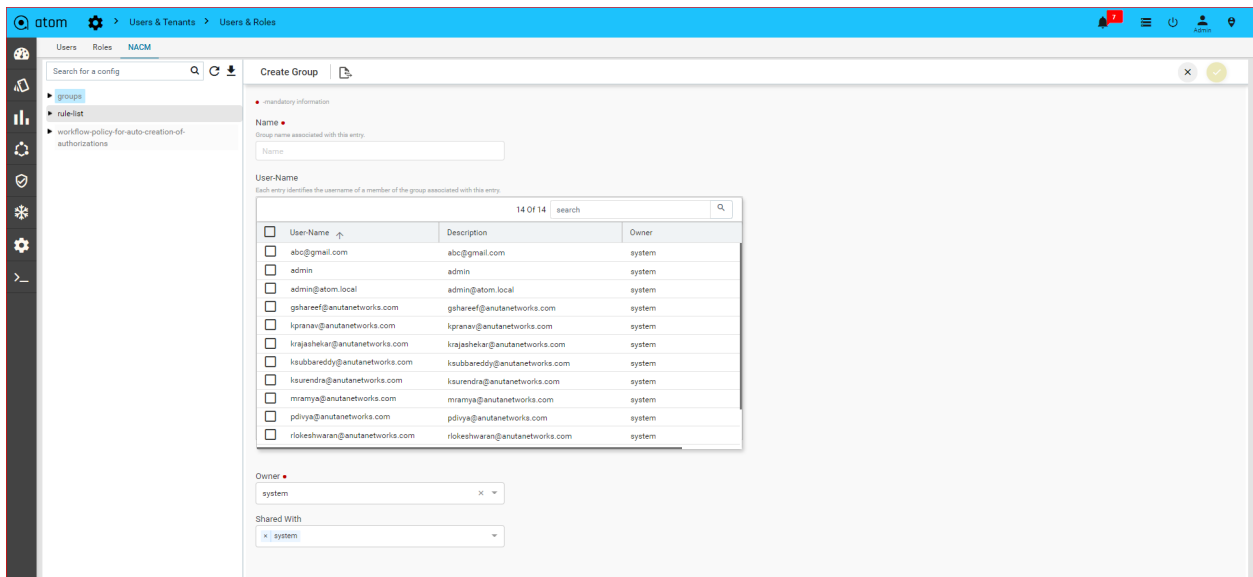 atom > Users & Tenants > Users & Roles 7 Admin
Users Roles NACM
Search for a config
groups
rule-list
workflow-policy-for-auto-creation-of-
authorizations
Create Group
-mandatory information
Name
Group name associated with this entry.
Name
User-Name
Each entry identifies the username of a member of the group associated with this entry.
14 Of 14 search
User-Name Description Owner
abc@gmail.com abc@gmail.com system
admin admin system
admin@atom.local admin@atom.local system
gshareef@anutanetworks.com gshareef@anutanetworks.com system
kpranav@anutanetworks.com kpranav@anutanetworks.com system
krajashekar@anutanetworks.com krajashekar@anutanetworks.com system
ksubbareddy@anutanetworks.com ksubbareddy@anutanetworks.com system
ksurendra@anutanetworks.com ksurendra@anutanetworks.com system
mramya@anutanetworks.com mramya@anutanetworks.com system
pdivya@anutanetworks.com pdivya@anutanetworks.com system
rlokeshwaran@anutanetworks.com rlokeshwaran@anutanetworks.com system
Owner
system
Shared With
× system